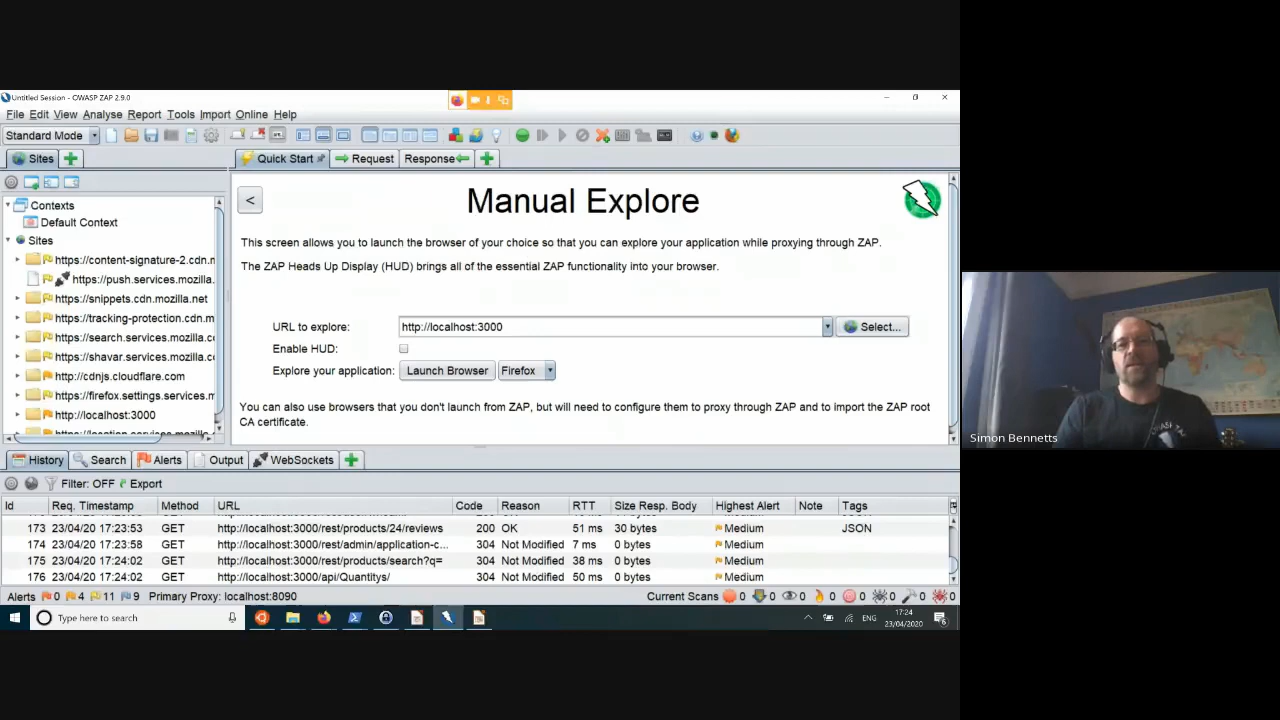 Untitled Session - OWASP ZAP 2.9.0
File Edit View Analyse Report Tools Import Online Help
Standard Mode
Sites
Quick Start Request Response
Contexts
Default Context
Sites
https://content-signature-2.cdn.n
https://push.services.mozilla.
https://snippets.cdn.mozilla.net
https://tracking-protection.cdn.m
https://search.services.mozilla.c
https://shavar.services.mozilla.c
http://cdnjs.cloudflare.com
https://firefox.settings.services.m
http://localhost:3000
https://location.services.mozilla
<
Manual Explore
This screen allows you to launch the browser of your choice so that you can explore your application while proxying through ZAP.
The ZAP Heads Up Display (HUD) brings all of the essential ZAP functionality into your browser.
URL to explore: http://localhost:3000 Select...
Enable HUD:
Explore your application: Launch Browser Firefox
You can also use browsers that you don't launch from ZAP, but will need to configure them to proxy through ZAP and to import the ZAP root
CA certificate.
History Search Alerts Output WebSockets
Filter: OFF Export
Id Req. Timestamp Method URL Code Reason RTT Size Resp. Body Highest Alert Note Tags
173 23/04/20 17:23:53 GET http://localhost:3000/rest/products/24/reviews 200 OK 51 ms 30 bytes Medium JSON
174 23/04/20 17:23:58 GET http://localhost:3000/rest/admin/application-c... 304 Not Modified 7 ms 0 bytes Medium
175 23/04/20 17:24:02 GET http://localhost:3000/rest/products/search?q= 304 Not Modified 38 ms 0 bytes Medium
176 23/04/20 17:24:02 GET http://localhost:3000/api/Quantitys/ 304 Not Modified 50 ms 0 bytes Medium
Alerts 0 4 11 9 Primary Proxy: localhost:8090 Current Scans 0 0 0 0 0 0 0 0
Type here to search
ENG
17:24
23/04/2020
Simon Bennetts